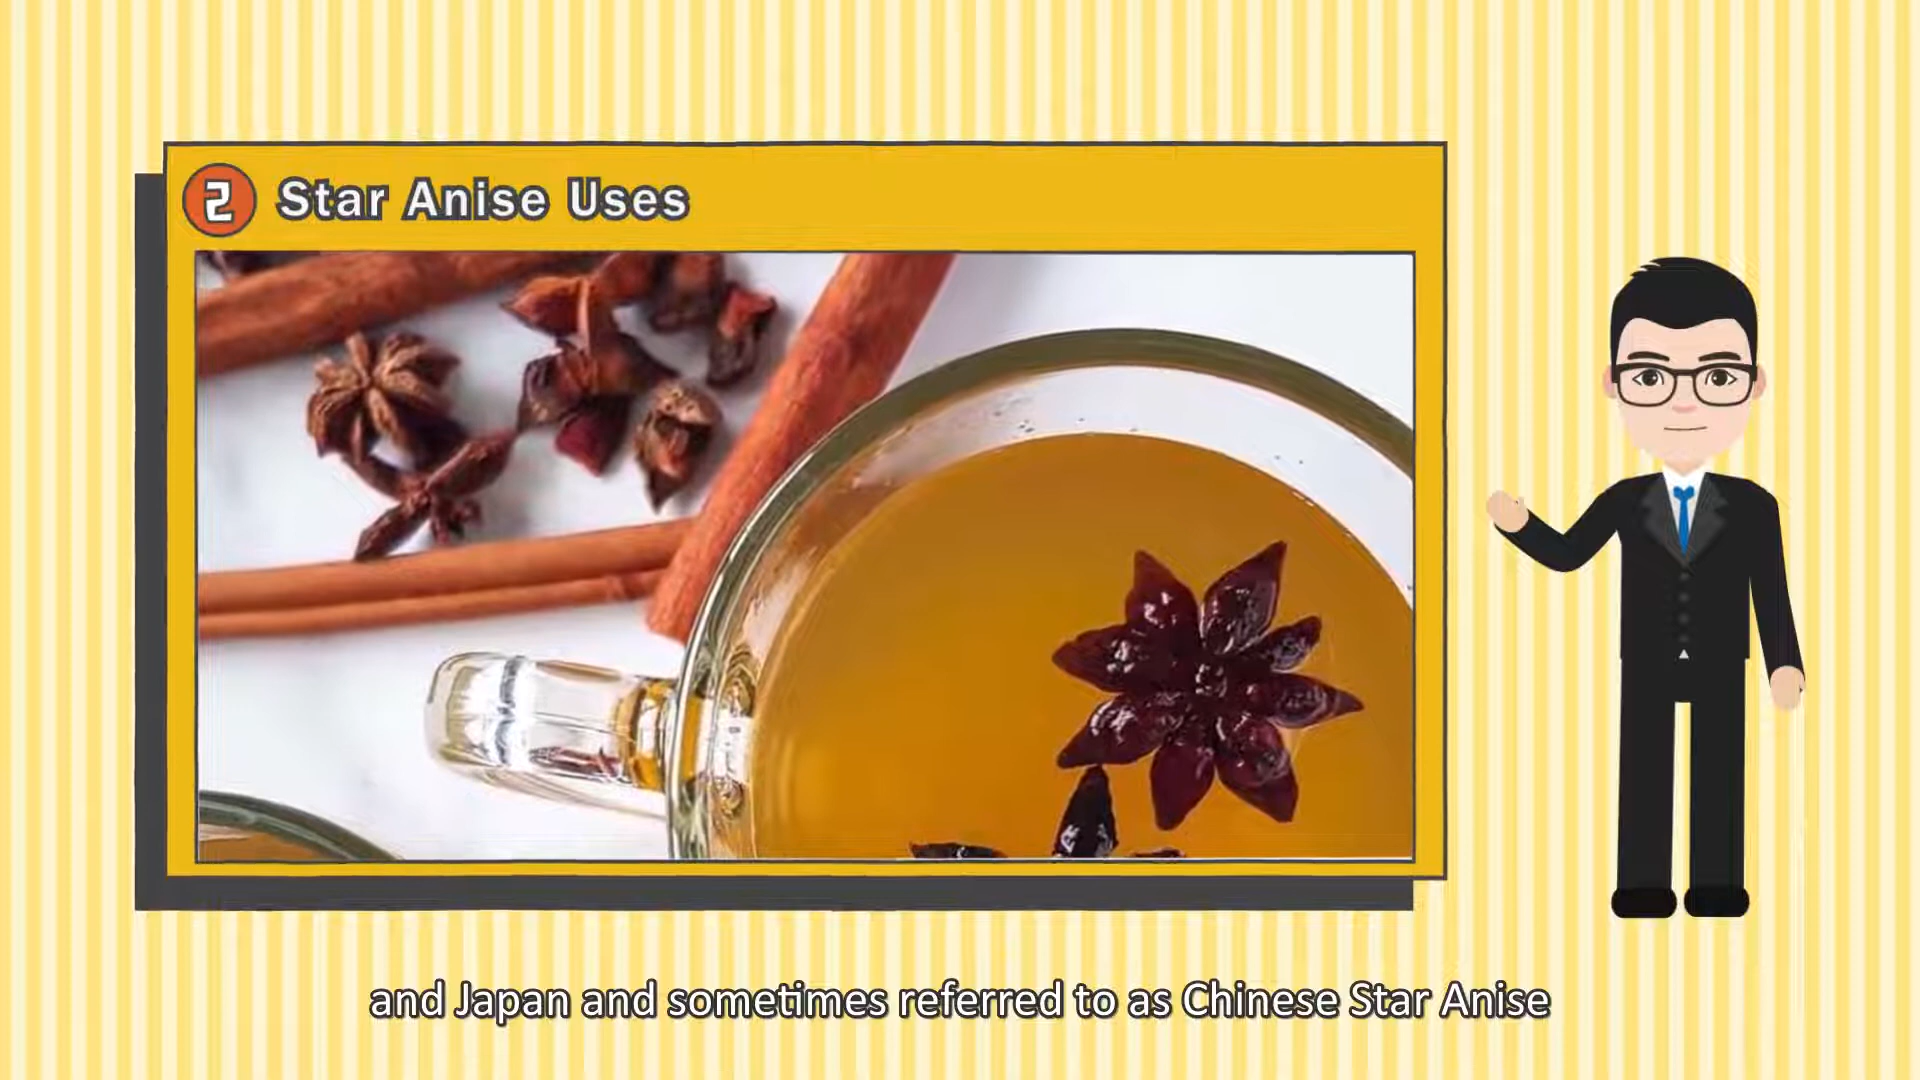 2 Star Anise Uses
and Japan and sometimes referred to as Chinese Star Anise